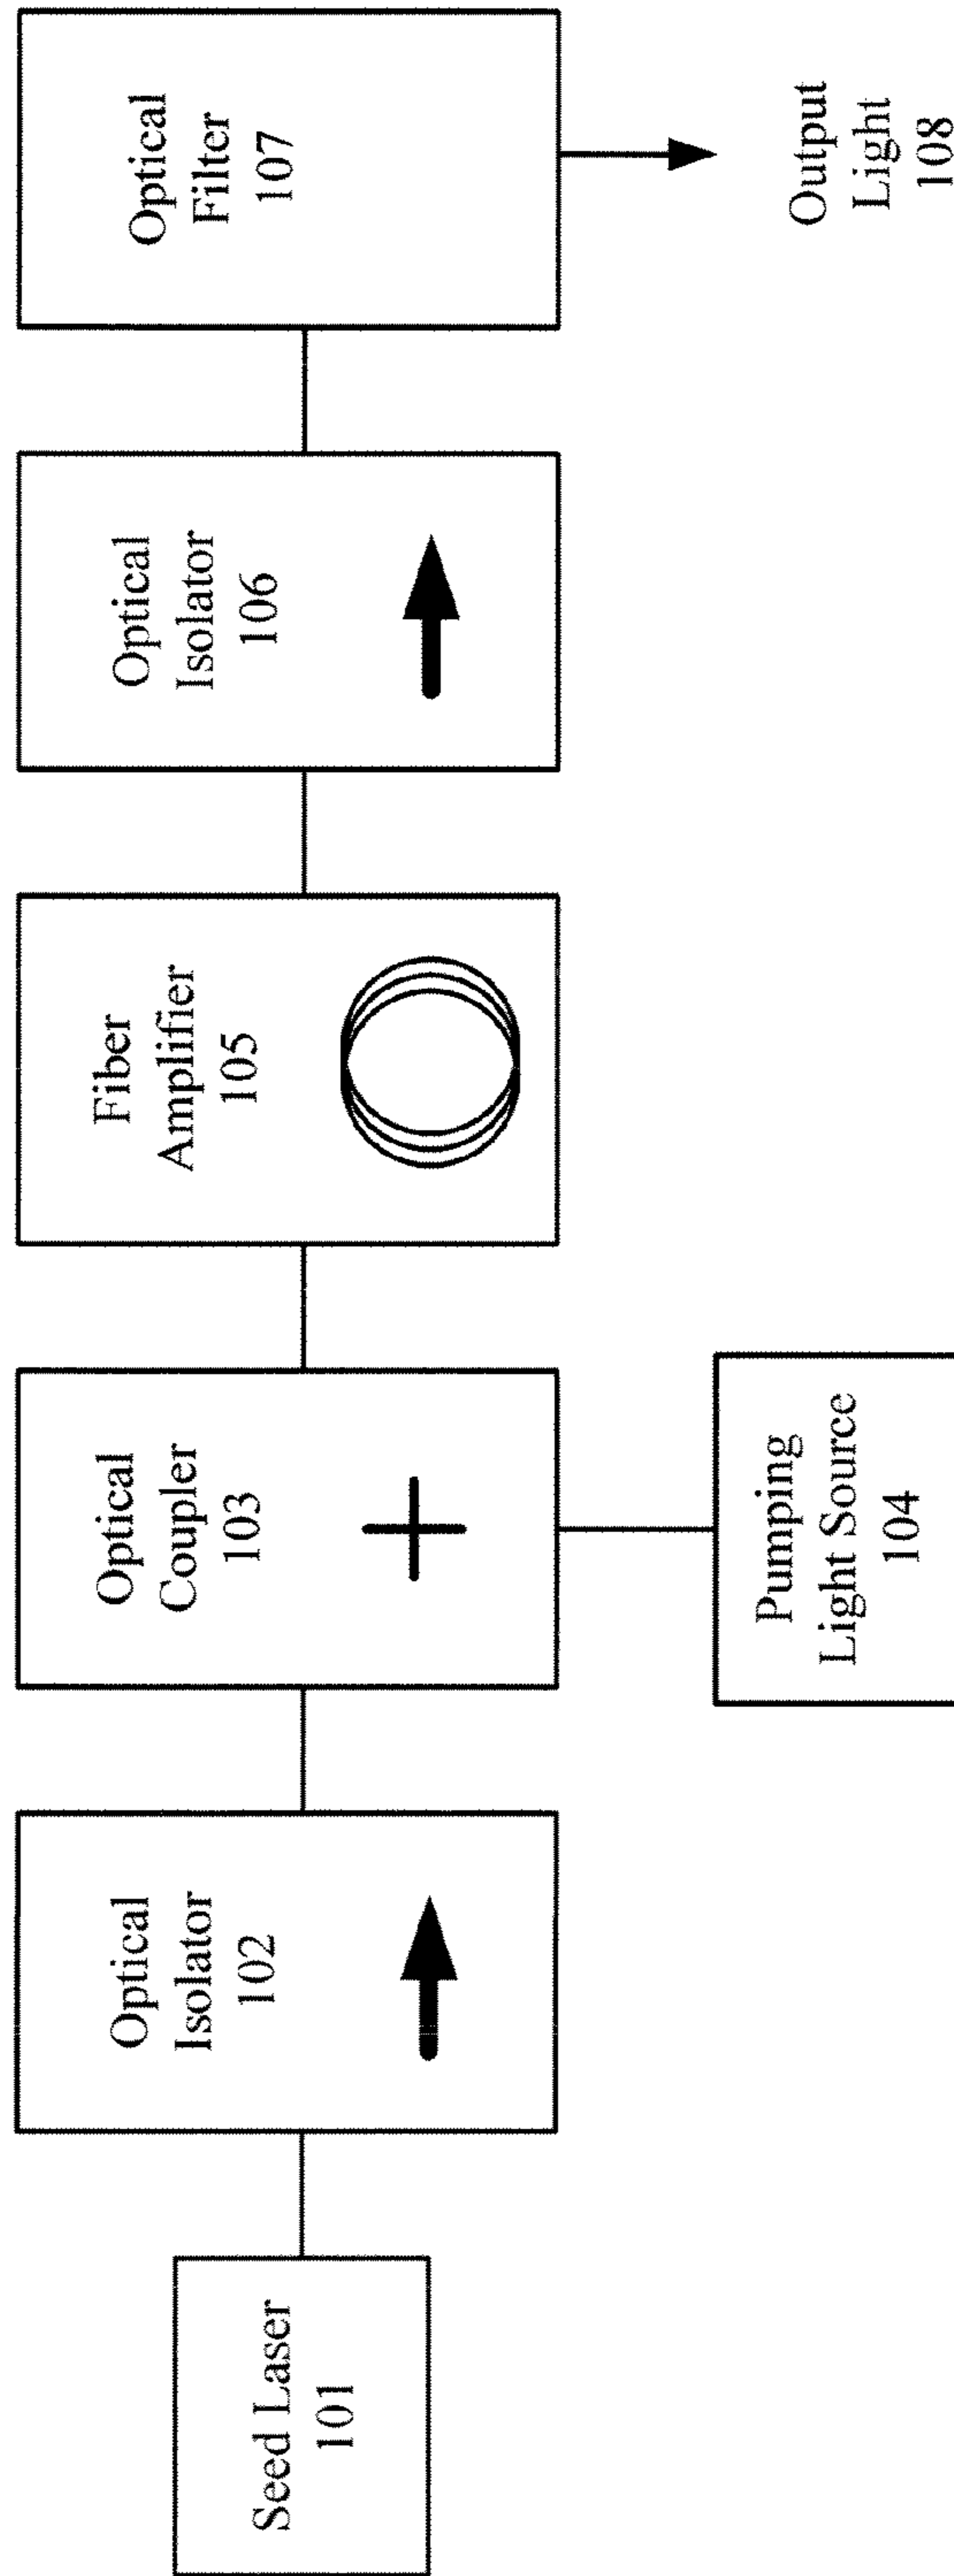 Seed Laser
101
Optical
Isolator
102
Optical
Coupler
103
Pumping
Light Source
104
Fiber
Amplifier
105
Optical
Isolator
106
Optical
Filter
107
Output
Light
108